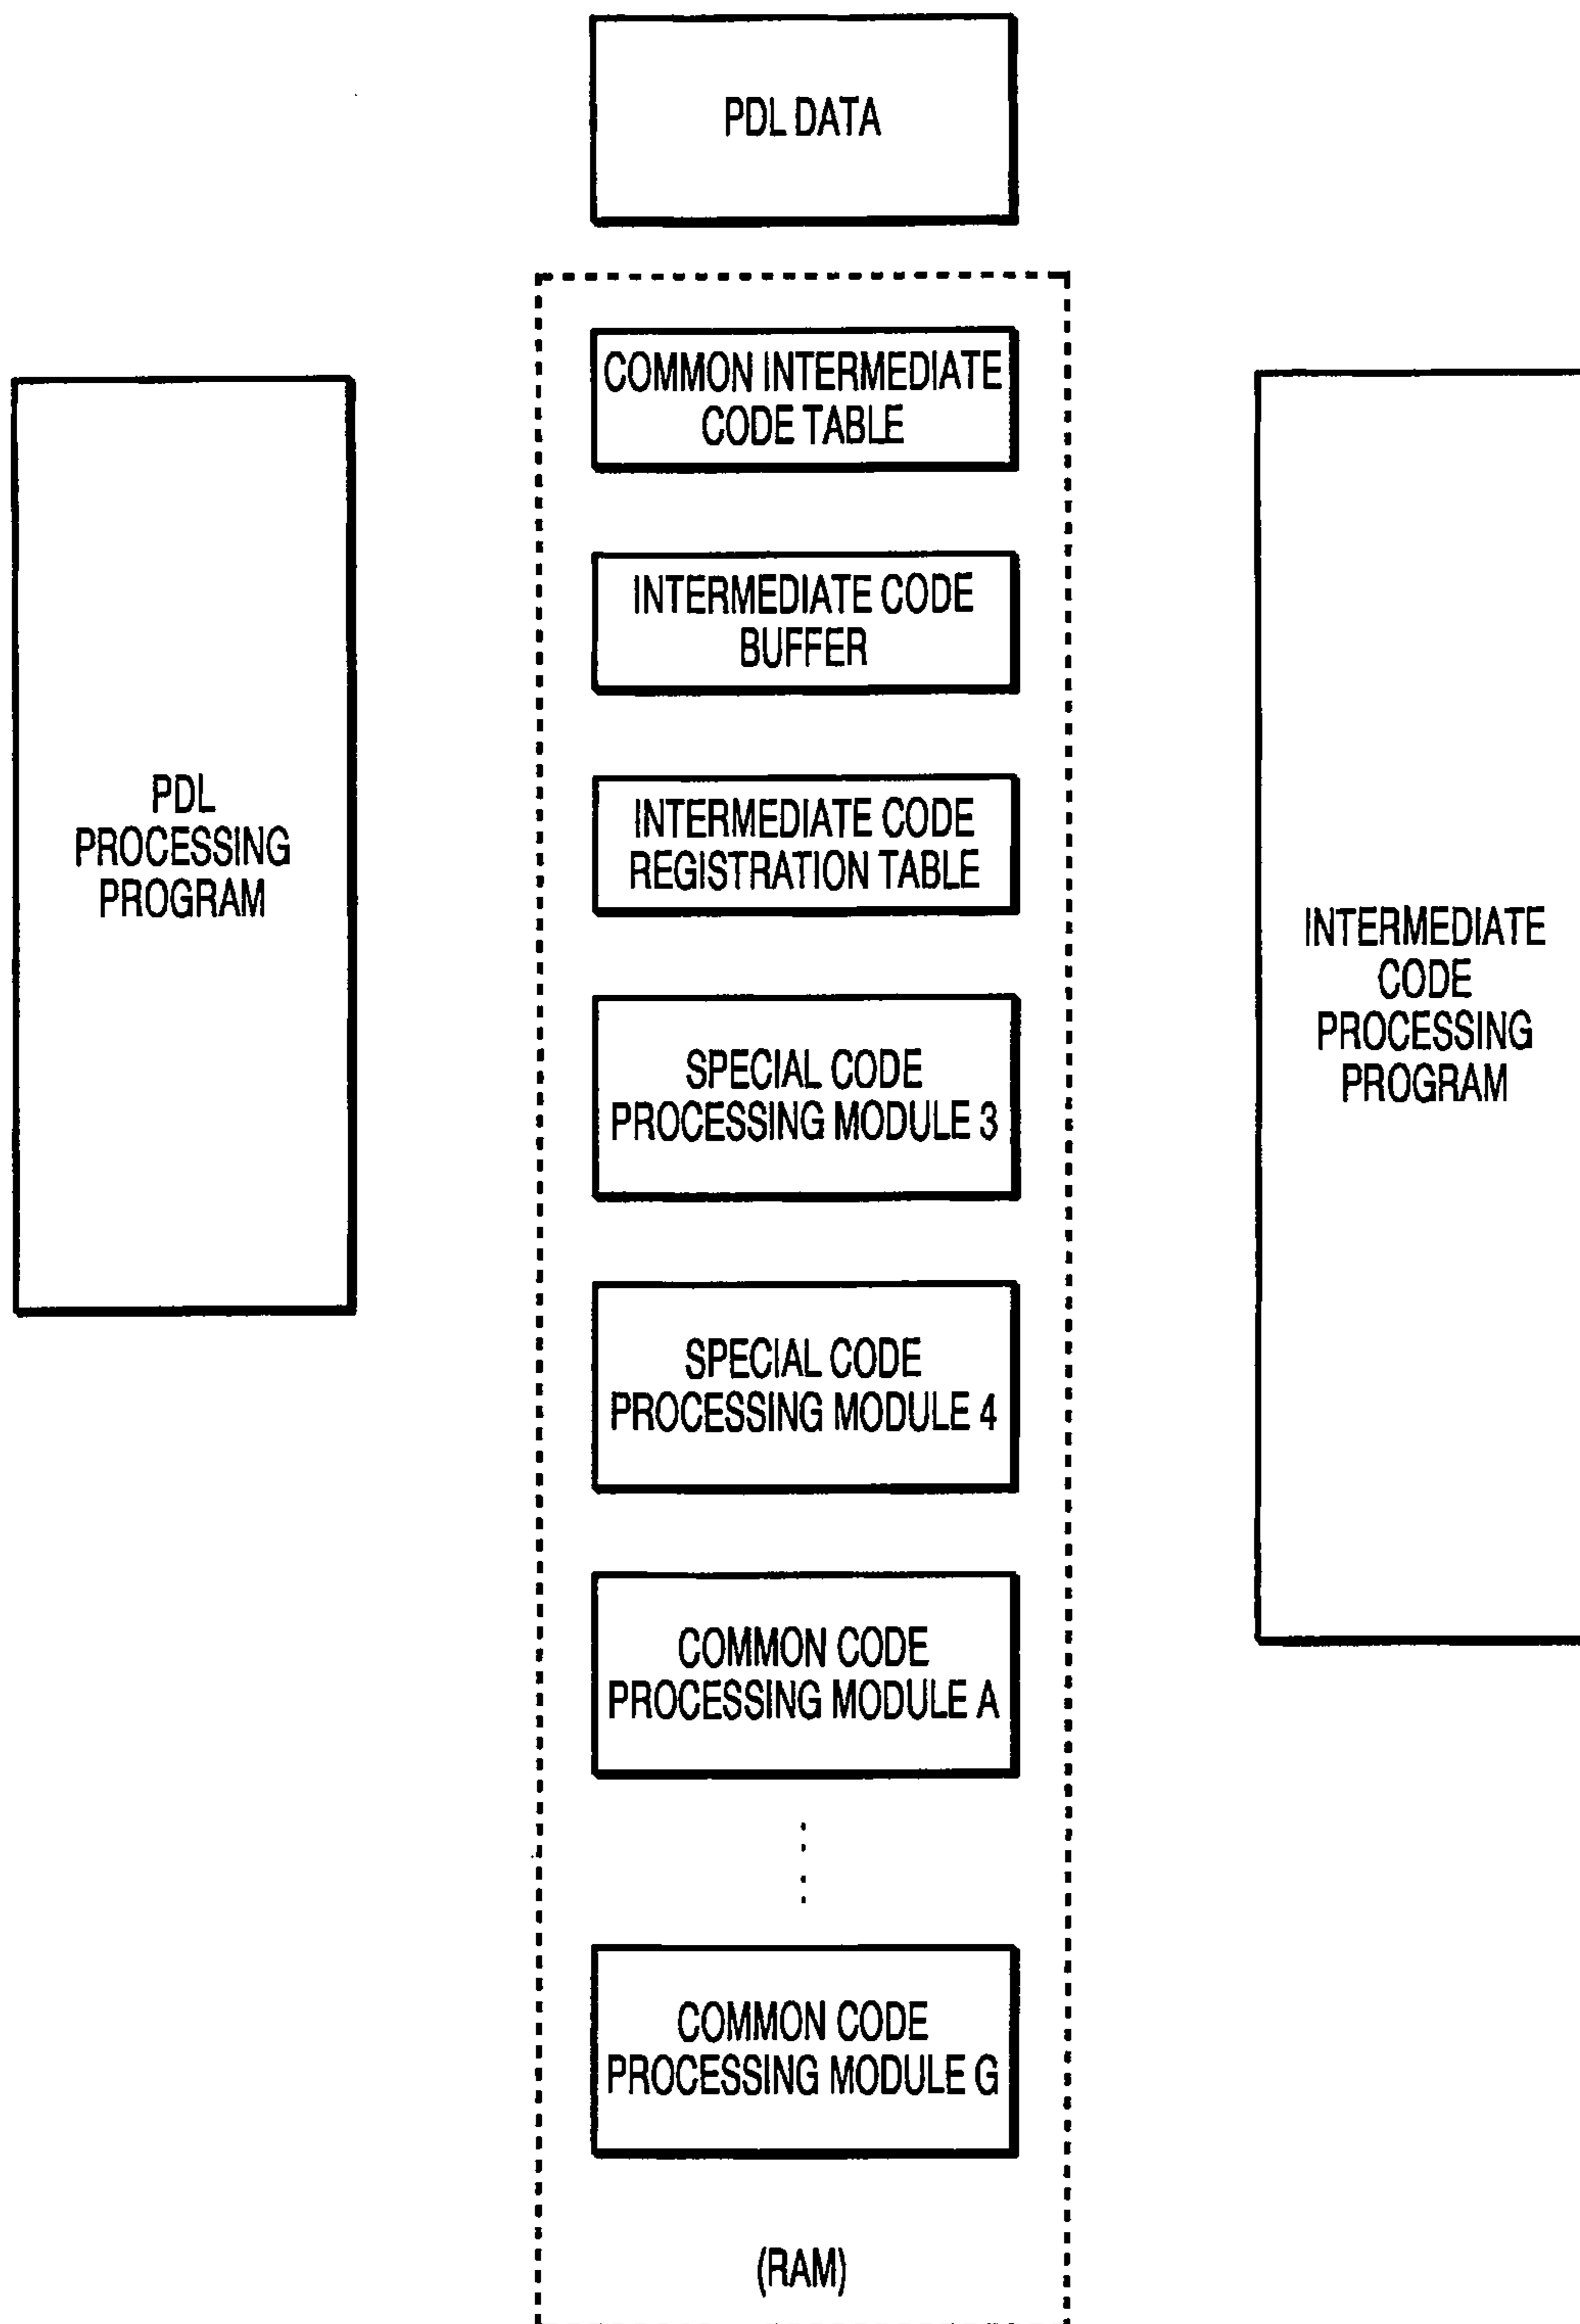 PDL DATA
COMMON INTERMEDIATE
CODE TABLE
INTERMEDIATE CODE
BUFFER
INTERMEDIATE CODE
REGISTRATION TABLE
SPECIAL CODE
PROCESSING MODULE 3
SPECIAL CODE
PROCESSING MODULE 4
COMMON CODE
PROCESSING MODULE A
COMMON CODE
PROCESSING MODULE G
(RAM)
PDL
PROCESSING
PROGRAM
INTERMEDIATE
CODE
PROCESSING
PROGRAM